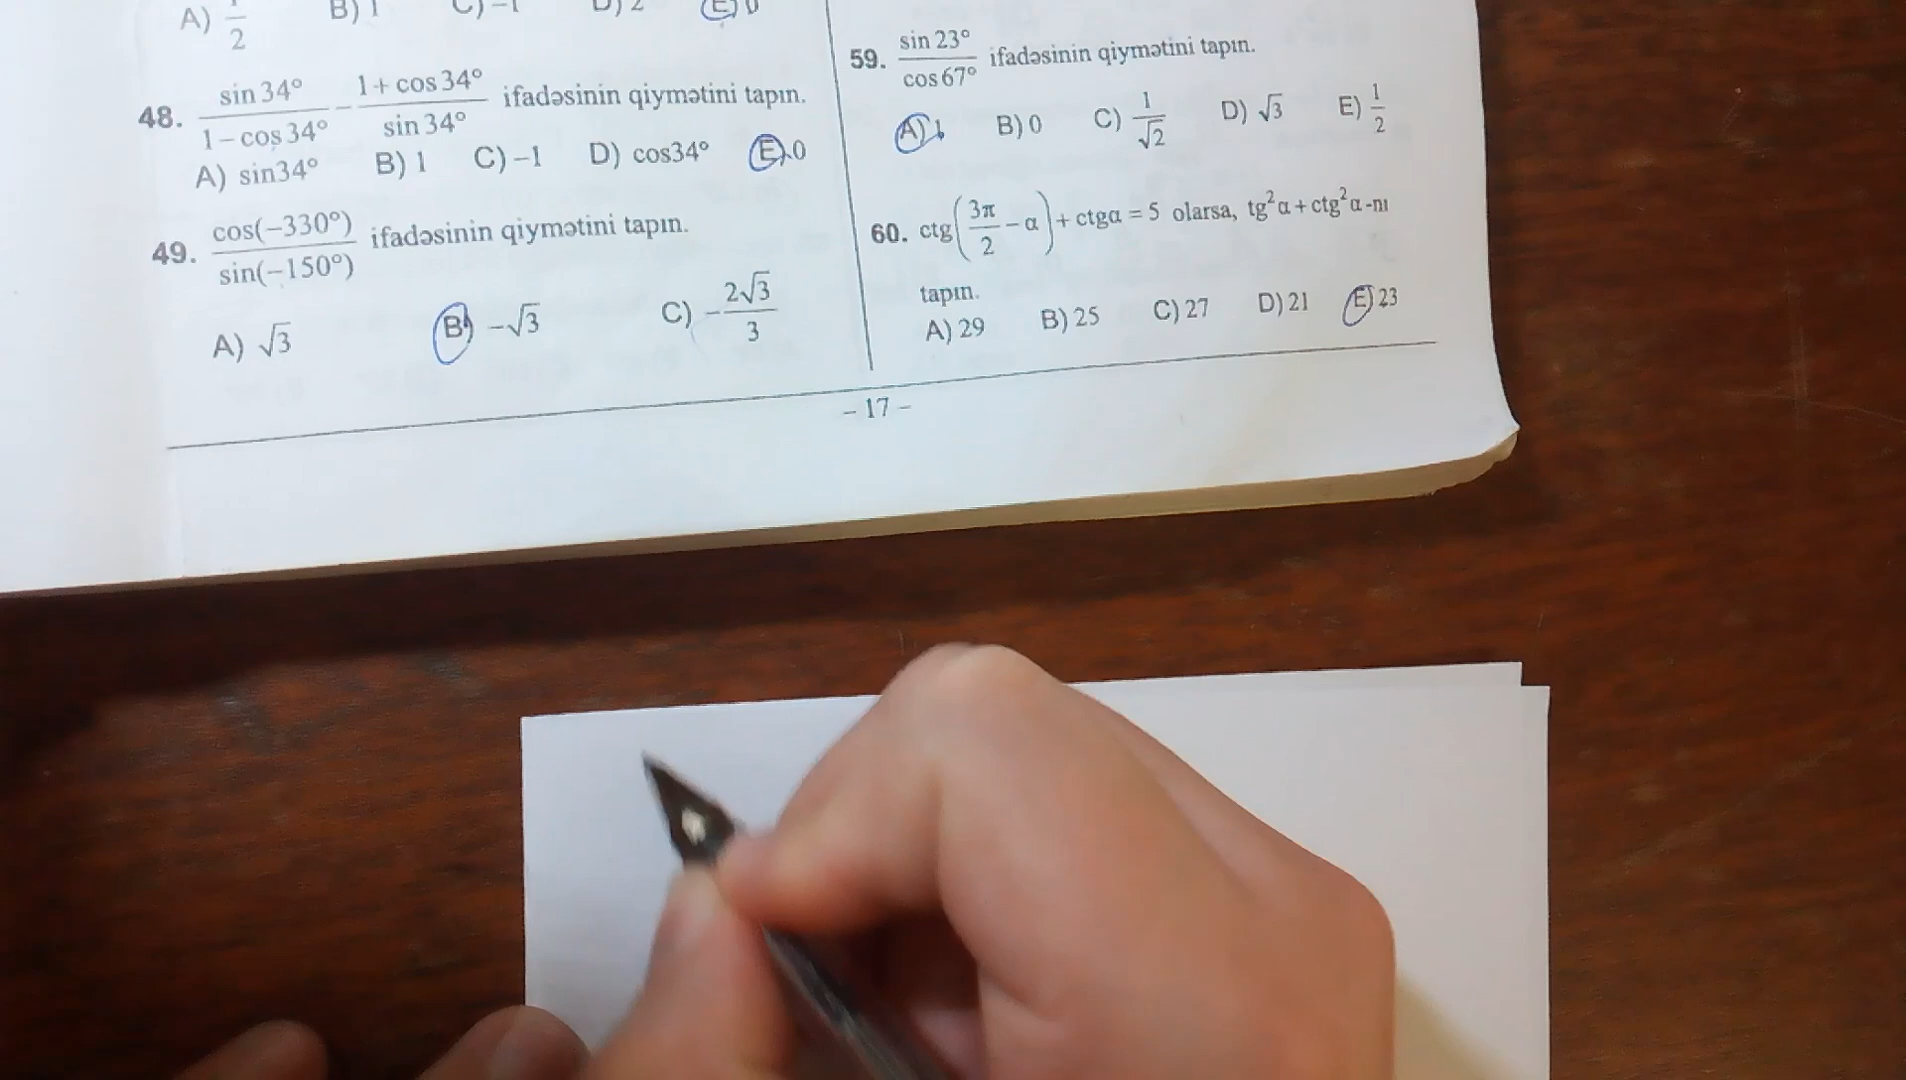 A) 1/2 B) 1 C) –1 D) 2 E) 0
48. sin 34° / (1 – cos 34°) – (1 + cos 34°) / sin 34° ifadəsinin qiymətini tapın.
A) sin34° B) 1 C) –1 D) cos34° E) 0
49. cos(–330°) / sin(–150°) ifadəsinin qiymətini tapın.
A) √3 B) –√3 C) –2√3/3
59. sin 23° / cos 67° ifadəsinin qiymətini tapın.
A) 1 B) 0 C) 1/√2 D) √3 E) 1/2
60. ctg(3π/2 – α) + ctgα = 5 olarsa, tg²α + ctg²α -nı
tapın.
A) 29 B) 25 C) 27 D) 21 E) 23
– 17 –